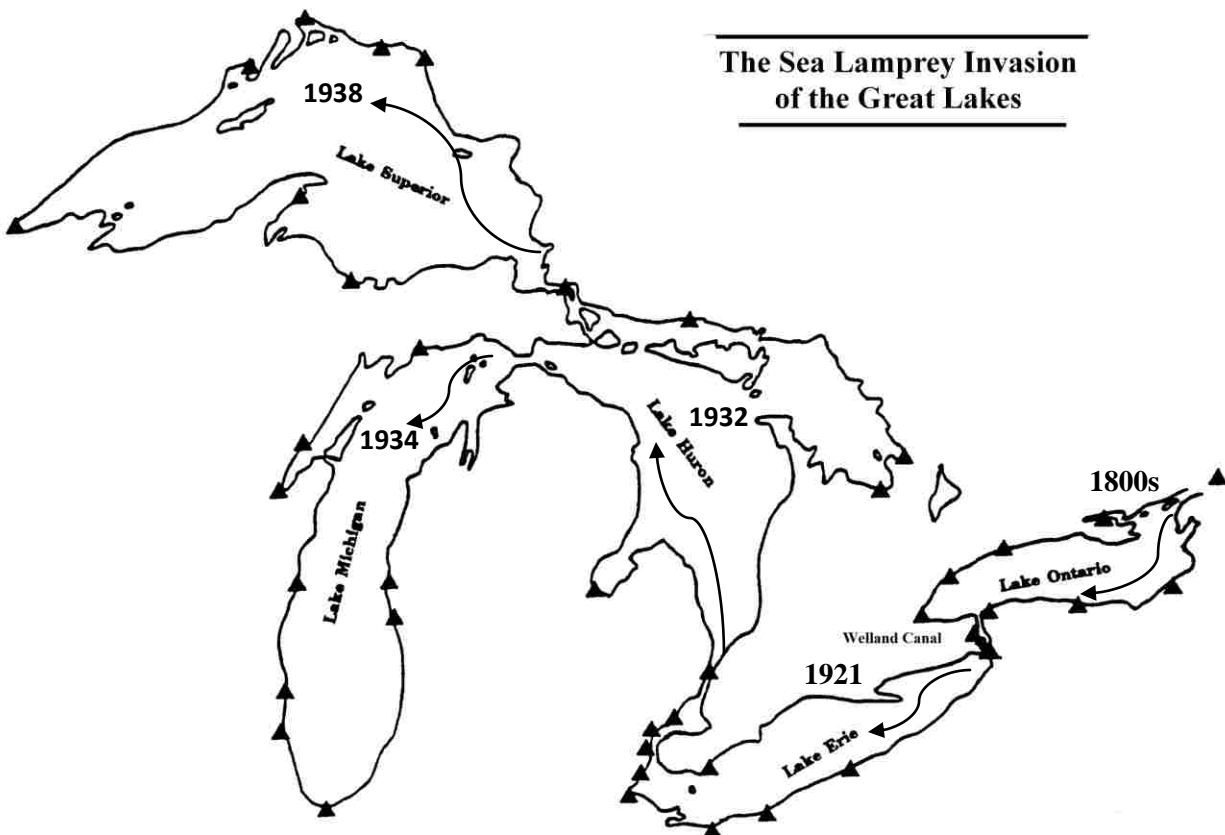 The Sea Lamprey Invasion
of the Great Lakes
1938
Lake Superior
1934
Lake Michigan
1932
Lake Huron
1800s
Lake Ontario
Welland Canal
1921
Lake Erie